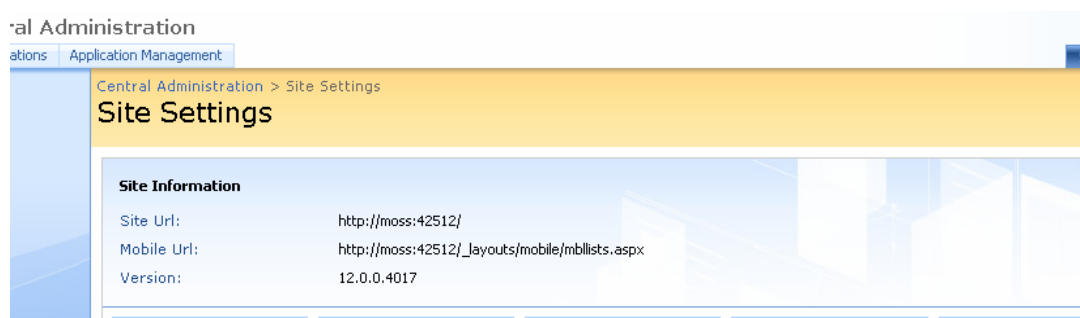 ral Administration
ations Application Management
Central Administration > Site Settings
Site Settings
Site Information
Site Url: http://moss:42512/
Mobile Url: http://moss:42512/_layouts/mobile/mbllists.aspx
Version: 12.0.0.4017